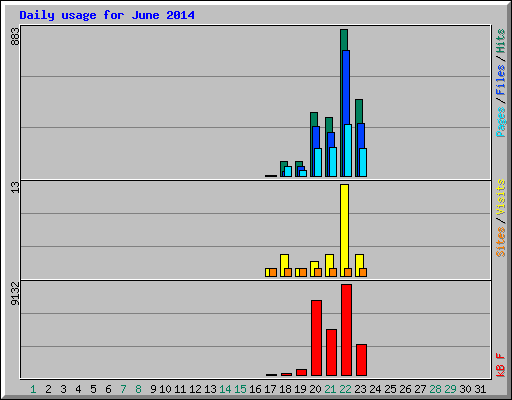 Daily usage for June 2014
883
Pages/Files/Hits
13
Sites/Visits
9132
kB F
1 2 3 4 5 6 7 8 9 10 11 12 13 14 15 16 17 18 19 20 21 22 23 24 25 26 27 28 29 30 31